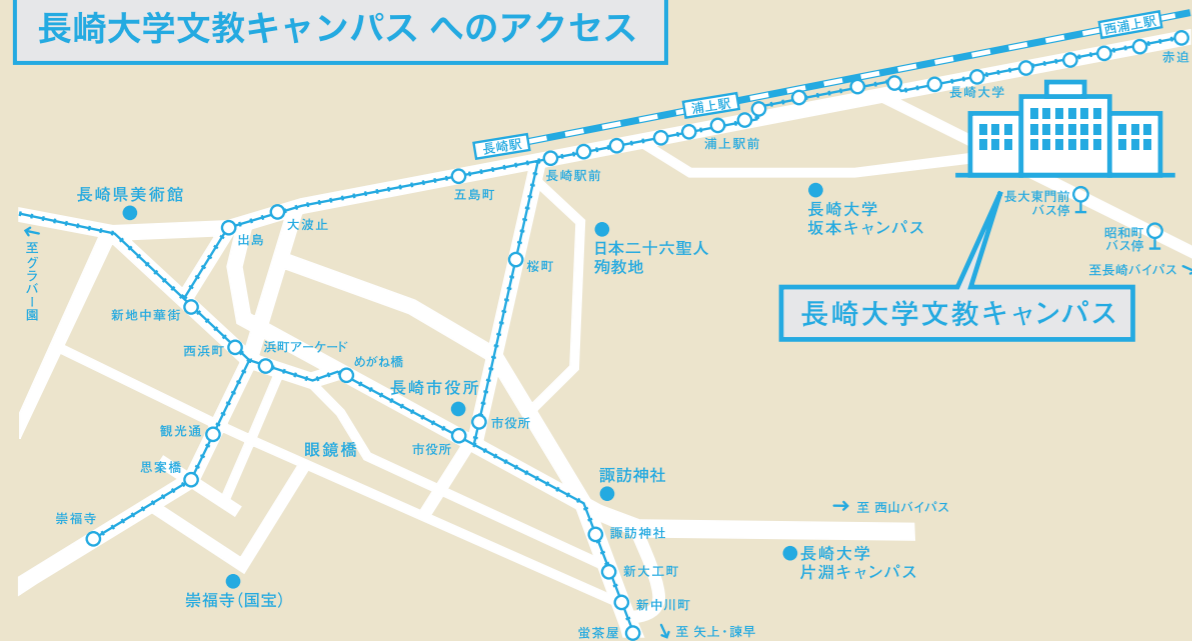 長崎大学文教キャンパス へのアクセス
西浦上駅
赤迫
長崎大学
浦上駅
浦上駅前
長崎駅
長崎駅前
五島町
長崎県美術館
大波止
出島
至グラバー園
長崎大学
坂本キャンパス
長大東門前
バス停
昭和町
バス停
至長崎バイパス
日本二十六聖人
殉教地
桜町
長崎大学文教キャンパス
新地中華街
西浜町
浜町アーケード
めがね橋
長崎市役所
市役所
市役所
観光通
眼鏡橋
思案橋
諏訪神社
崇福寺
至 西山バイパス
諏訪神社
長崎大学
片淵キャンパス
新大工町
崇福寺(国宝)
新中川町
蛍茶屋
至 矢上・諫早